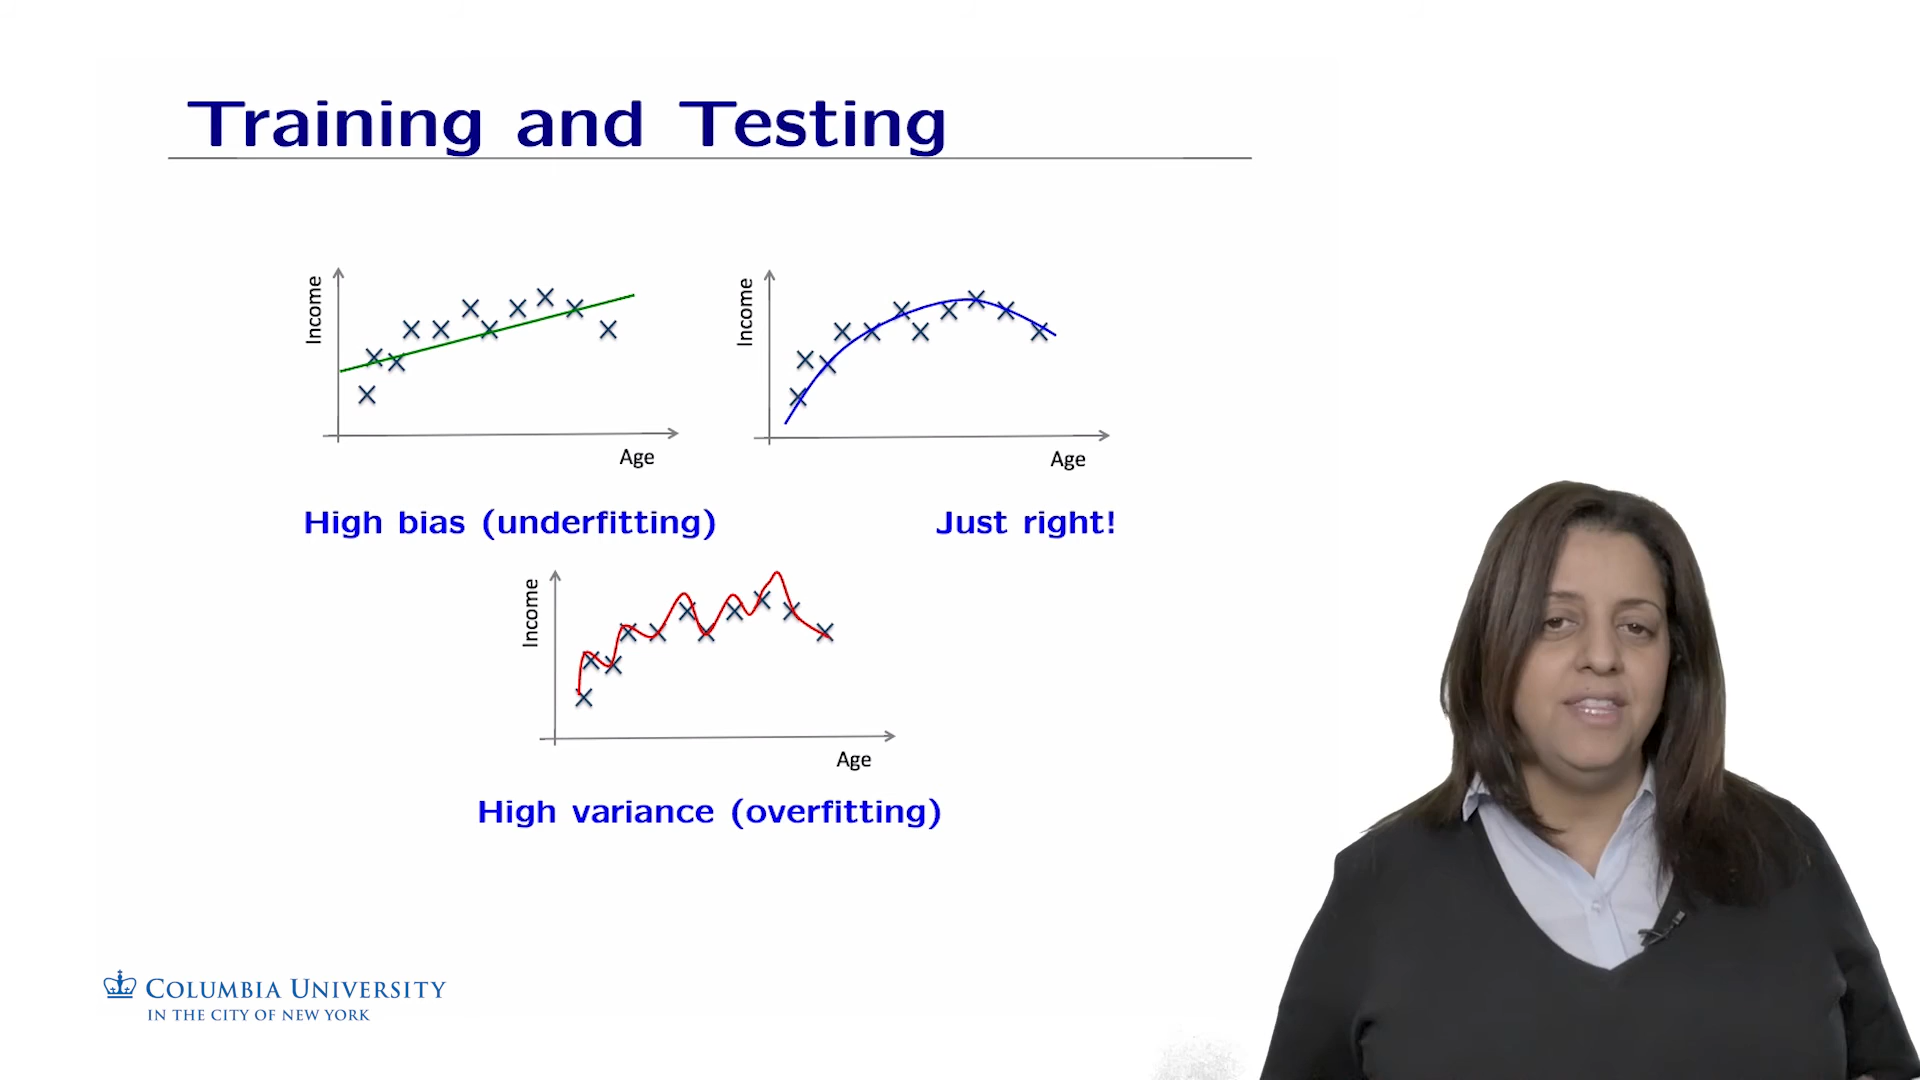 Training and Testing
Income
Age
High bias (underfitting)
Income
Age
Just right!
Income
Age
High variance (overfitting)
COLUMBIA UNIVERSITY
IN THE CITY OF NEW YORK